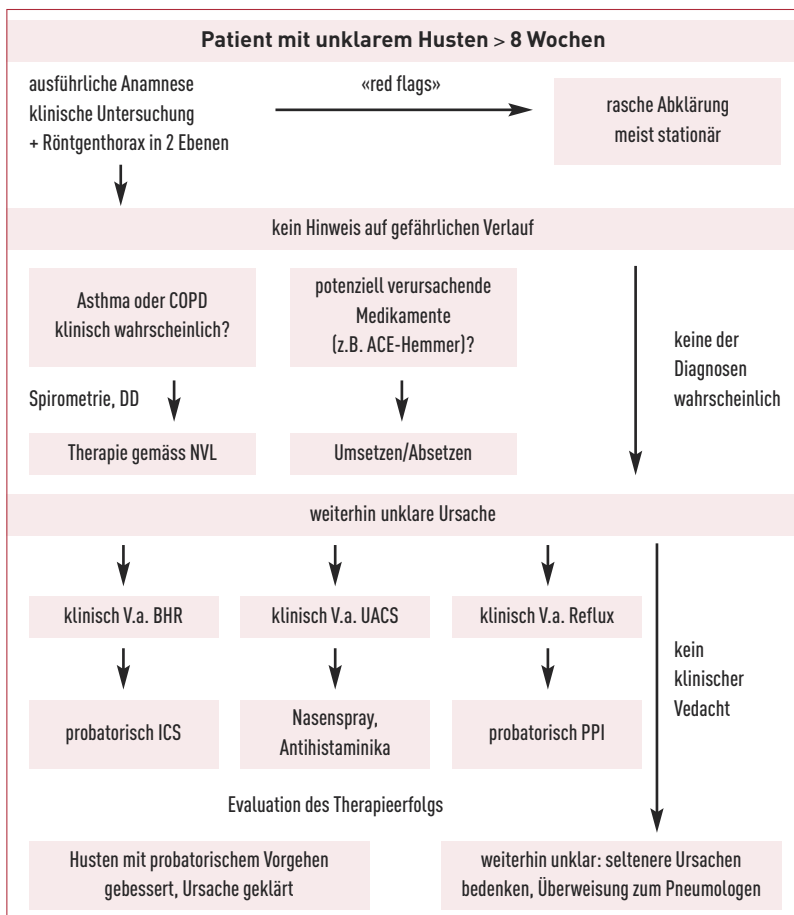 Patient mit unklarem Husten > 8 Wochen
ausführliche Anamnese
klinische Untersuchung
+ Röntgenthorax in 2 Ebenen
«red flags»
rasche Abklärung
meist stationär
kein Hinweis auf gefährlichen Verlauf
Asthma oder COPD
klinisch wahrscheinlich?
potenziell verursachende
Medikamente
(z.B. ACE-Hemmer)?
keine der
Diagnosen
wahrscheinlich
Spirometrie, DD
Therapie gemäss NVL
Umsetzen/Absetzen
weiterhin unklare Ursache
klinisch V.a. BHR
klinisch V.a. UACS
klinisch V.a. Reflux
kein
klinischer
Vedacht
probatorisch ICS
Nasenspray,
Antihistaminika
probatorisch PPI
Evaluation des Therapieerfolgs
Husten mit probatorischem Vorgehen
gebessert, Ursache geklärt
weiterhin unklar: seltenere Ursachen
bedenken, Überweisung zum Pneumologen